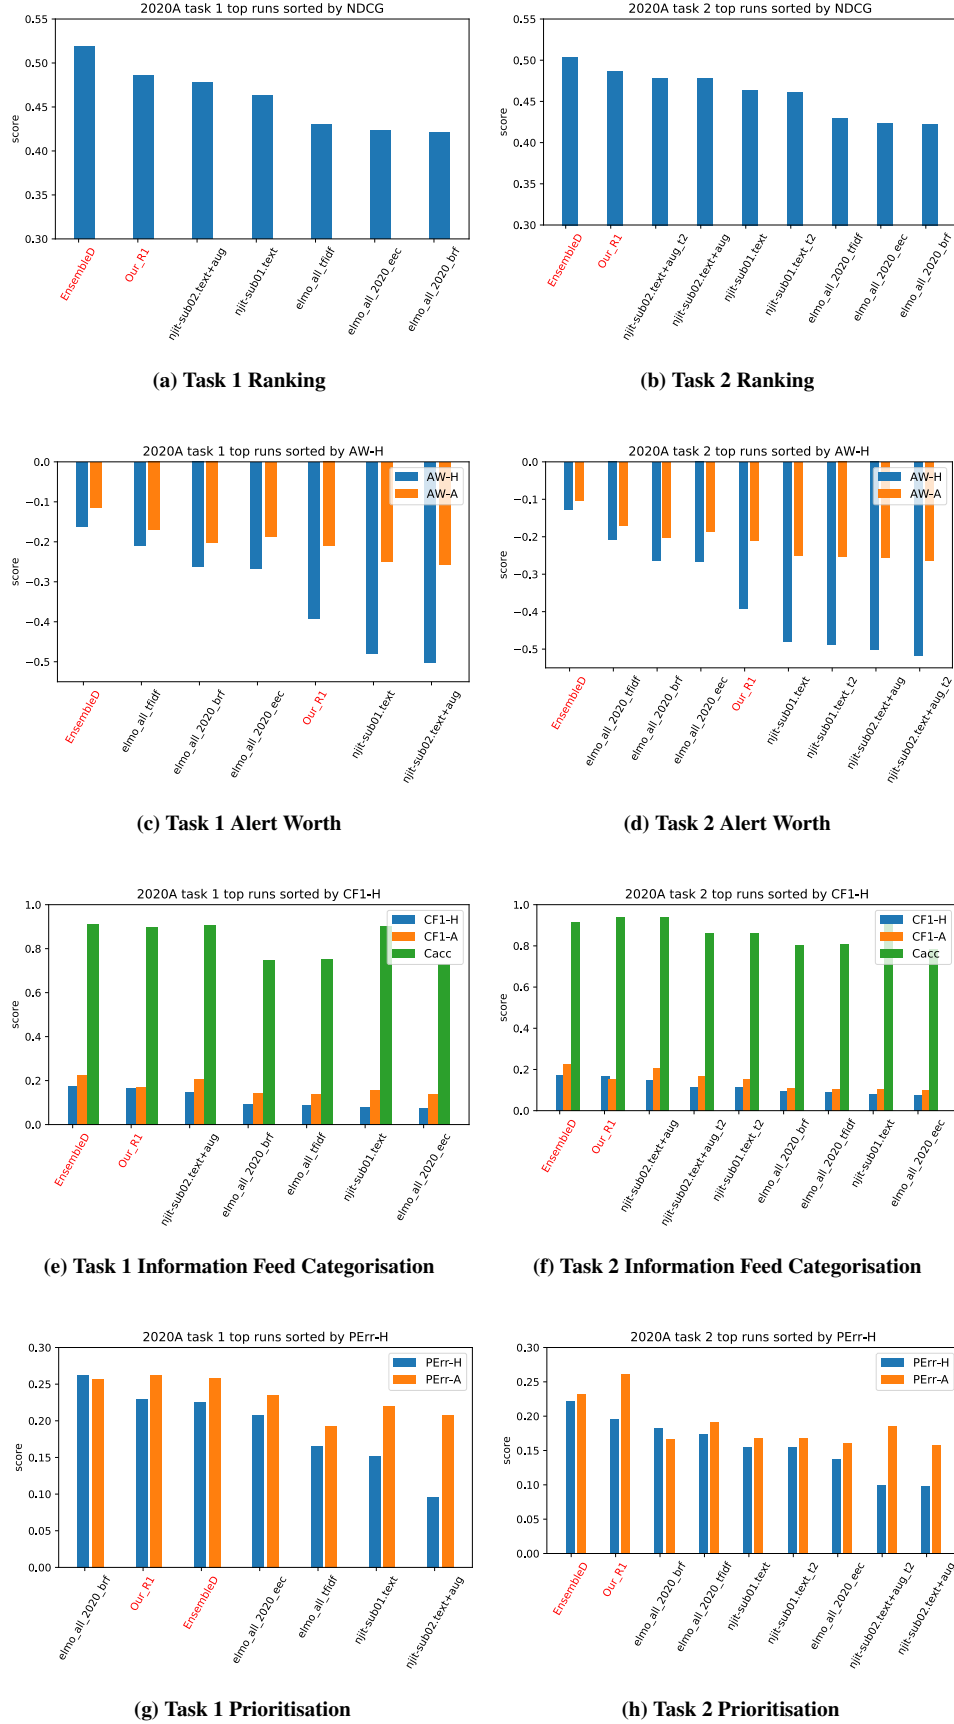 2020A task 1 top runs sorted by NDCG
0.55
0.50
0.45
0.40
0.35
0.30
score
EnsembleD
Our_R1
njit-sub02.text+aug
njit-sub01.text
elmo_all_tfidf
elmo_all_2020_eec
elmo_all_2020_brf
(a) Task 1 Ranking
2020A task 2 top runs sorted by NDCG
0.55
0.50
0.45
0.40
0.35
0.30
score
EnsembleD
Our_R1
njit-sub02.text+aug_t2
njit-sub02.text+aug
njit-sub01.text
njit-sub01.text_t2
elmo_all_2020_tfidf
elmo_all_2020_eec
elmo_all_2020_brf
(b) Task 2 Ranking
2020A task 1 top runs sorted by AW-H
0.0
−0.1
−0.2
−0.3
−0.4
−0.5
score
AW-H
AW-A
EnsembleD
elmo_all_tfidf
elmo_all_2020_brf
elmo_all_2020_eec
Our_R1
njit-sub01.text
njit-sub02.text+aug
(c) Task 1 Alert Worth
2020A task 2 top runs sorted by AW-H
0.0
−0.1
−0.2
−0.3
−0.4
−0.5
score
AW-H
AW-A
EnsembleD
elmo_all_2020_tfidf
elmo_all_2020_brf
elmo_all_2020_eec
Our_R1
njit-sub01.text
njit-sub01.text_t2
njit-sub02.text+aug
njit-sub02.text+aug_t2
(d) Task 2 Alert Worth
2020A task 1 top runs sorted by CF1-H
1.0
0.8
0.6
0.4
0.2
0.0
score
CF1-H
CF1-A
Cacc
EnsembleD
Our_R1
njit-sub02.text+aug
elmo_all_2020_brf
elmo_all_tfidf
njit-sub01.text
elmo_all_2020_eec
(e) Task 1 Information Feed Categorisation
2020A task 2 top runs sorted by CF1-H
1.0
0.8
0.6
0.4
0.2
0.0
score
CF1-H
CF1-A
Cacc
EnsembleD
Our_R1
njit-sub02.text+aug
njit-sub02.text+aug_t2
njit-sub01.text_t2
elmo_all_2020_brf
elmo_all_2020_tfidf
njit-sub01.text
elmo_all_2020_eec
(f) Task 2 Information Feed Categorisation
2020A task 1 top runs sorted by PErr-H
0.30
0.25
0.20
0.15
0.10
0.05
0.00
score
PErr-H
PErr-A
elmo_all_2020_brf
Our_R1
EnsembleD
elmo_all_2020_eec
elmo_all_tfidf
njit-sub01.text
njit-sub02.text+aug
(g) Task 1 Prioritisation
2020A task 2 top runs sorted by PErr-H
0.30
0.25
0.20
0.15
0.10
0.05
0.00
score
PErr-H
PErr-A
EnsembleD
Our_R1
elmo_all_2020_brf
elmo_all_2020_tfidf
njit-sub01.text
njit-sub01.text_t2
elmo_all_2020_eec
njit-sub02.text+aug_t2
njit-sub02.text+aug
(h) Task 2 Prioritisation